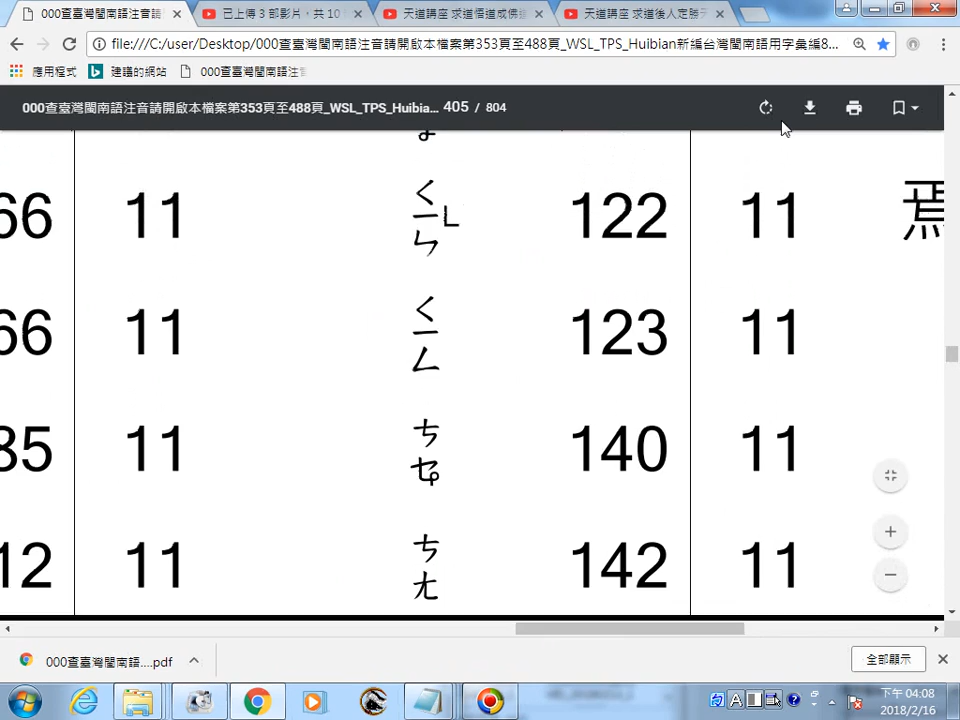 000查臺灣閩南語注音請
已上傳 3 部影片，共 10
天道講座 求道悟道成佛
天道講座 求道後人定勝天
file:///C:/user/Desktop/000查臺灣閩南語注音請開啟本檔案第353頁至488頁_WSL_TPS_Huibian新編台灣閩南語用字彙編8...
應用程式
建議的網站
000查臺灣閩南語注音
000查臺灣閩南語注音請開啟本檔案第353頁至488頁_WSL_TPS_Huibia... 405 / 804
66 11 ㄑㄧㄣ 122 11 焉
66 11 ㄑㄧㄥ 123 11
85 11 ㄘㆦ 140 11
12 11 ㄘㄤ 142 11
000查臺灣閩南語....pdf
全部顯示
下午 04:08
2018/2/16